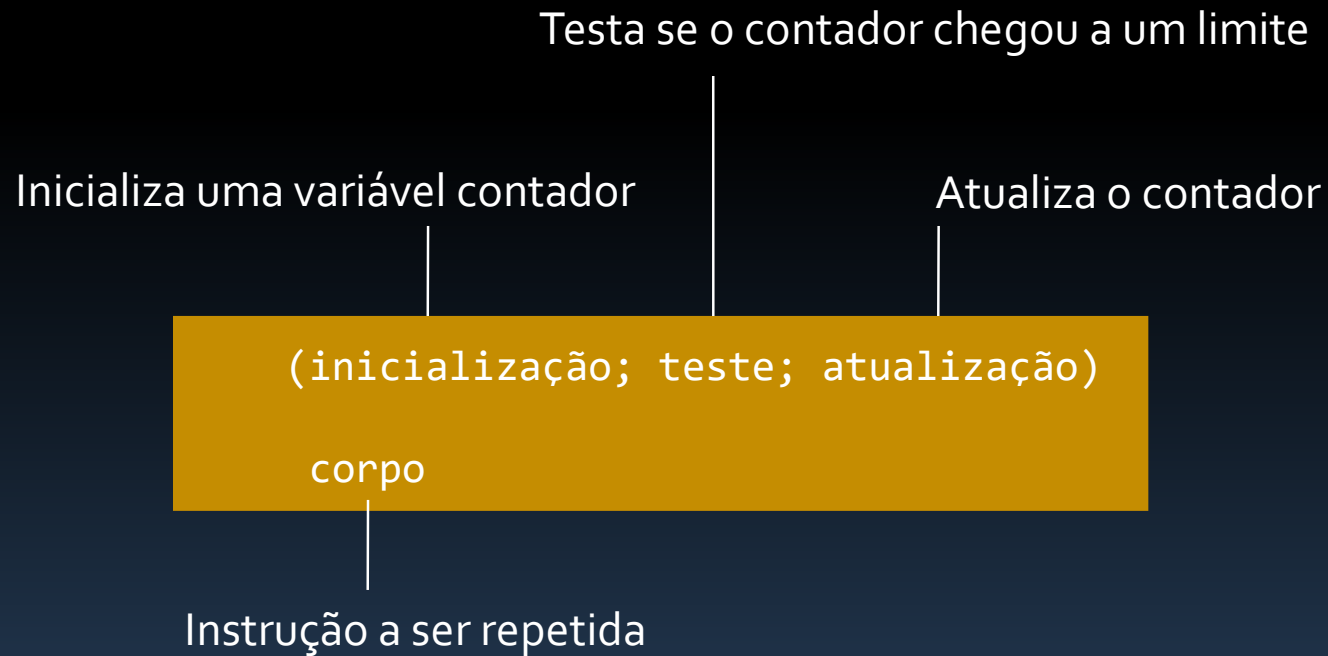 Testa se o contador chegou a um limite
Inicializa uma variável contador
Atualiza o contador
(inicialização; teste; atualização)
corpo
Instrução a ser repetida